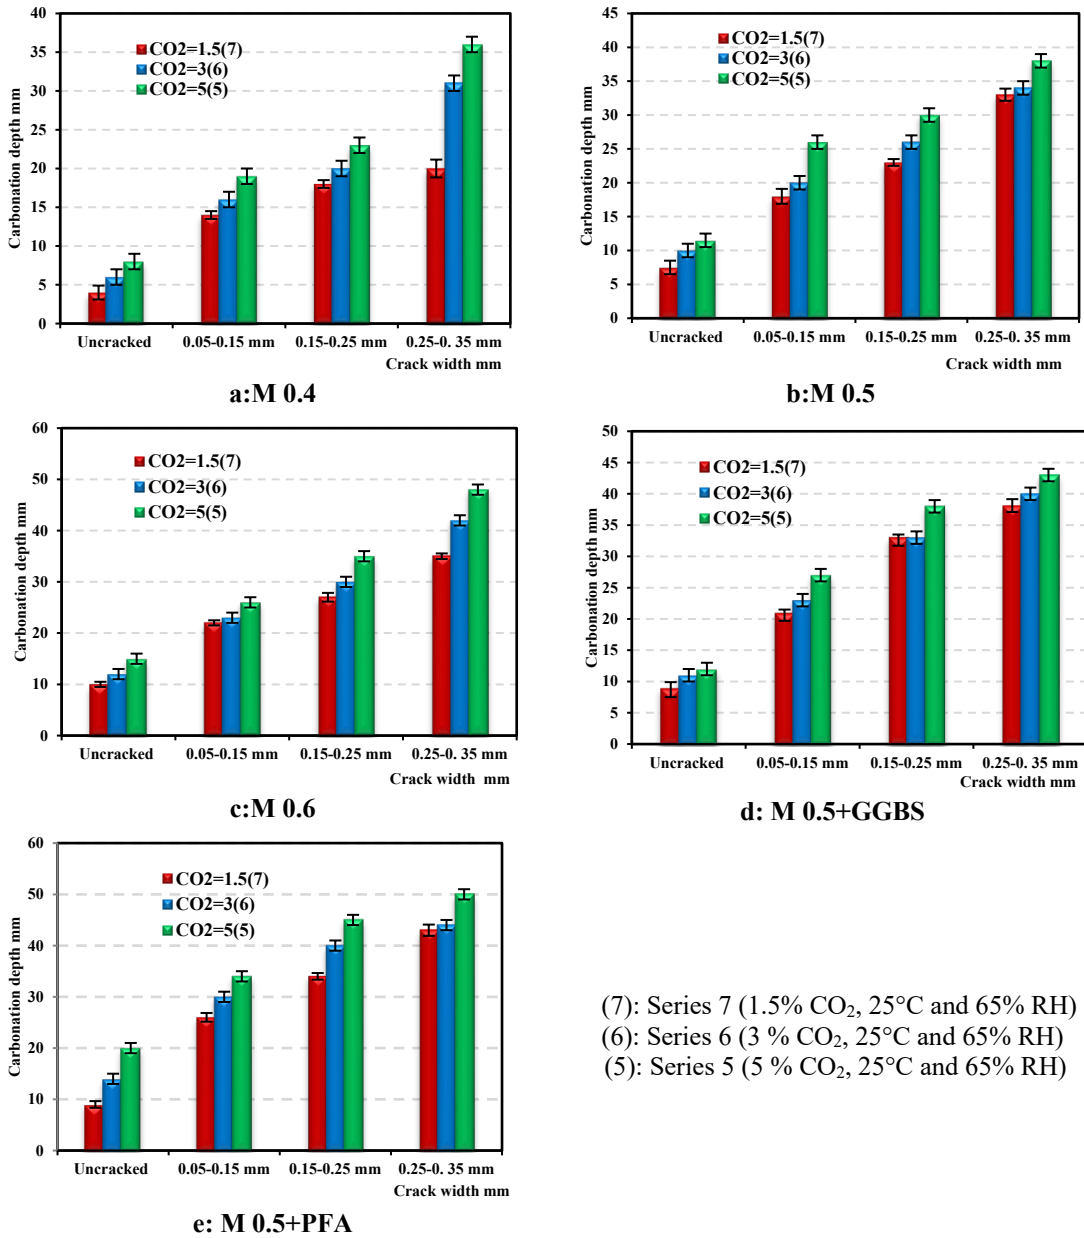 40
35
30
25
20
15
10
5
0
Carbonation depth mm
CO2=1.5(7)
CO2=3(6)
CO2=5(5)
Uncracked
0.05-0.15 mm
0.15-0.25 mm
0.25-0. 35 mm
Crack width mm
a:M 0.4
45
40
35
30
25
20
15
10
5
0
Carbonation depth mm
CO2=1.5(7)
CO2=3(6)
CO2=5(5)
Uncracked
0.05-0.15 mm
0.15-0.25 mm
0.25-0. 35 mm
Crack width mm
b:M 0.5
60
50
40
30
20
10
0
Carbonation depth mm
CO2=1.5(7)
CO2=3(6)
CO2=5(5)
Uncracked
0.05-0.15 mm
0.15-0.25 mm
0.25-0. 35 mm
Crack width  mm
c:M 0.6
50
45
40
35
30
25
20
15
10
5
0
Carbonation depth mm
CO2=1.5(7)
CO2=3(6)
CO2=5(5)
Uncracked
0.05-0.15 mm
0.15-0.25 mm
0.25-0. 35 mm
Crack width mm
d: M 0.5+GGBS
60
50
40
30
20
10
0
Carbonation depth mm
CO2=1.5(7)
CO2=3(6)
CO2=5(5)
Uncracked
0.05-0.15 mm
0.15-0.25 mm
0.25-0. 35 mm
Crack width mm
e: M 0.5+PFA
(7): Series 7 (1.5% CO₂, 25°C and 65% RH)
(6): Series 6 (3 % CO₂, 25°C and 65% RH)
(5): Series 5 (5 % CO₂, 25°C and 65% RH)